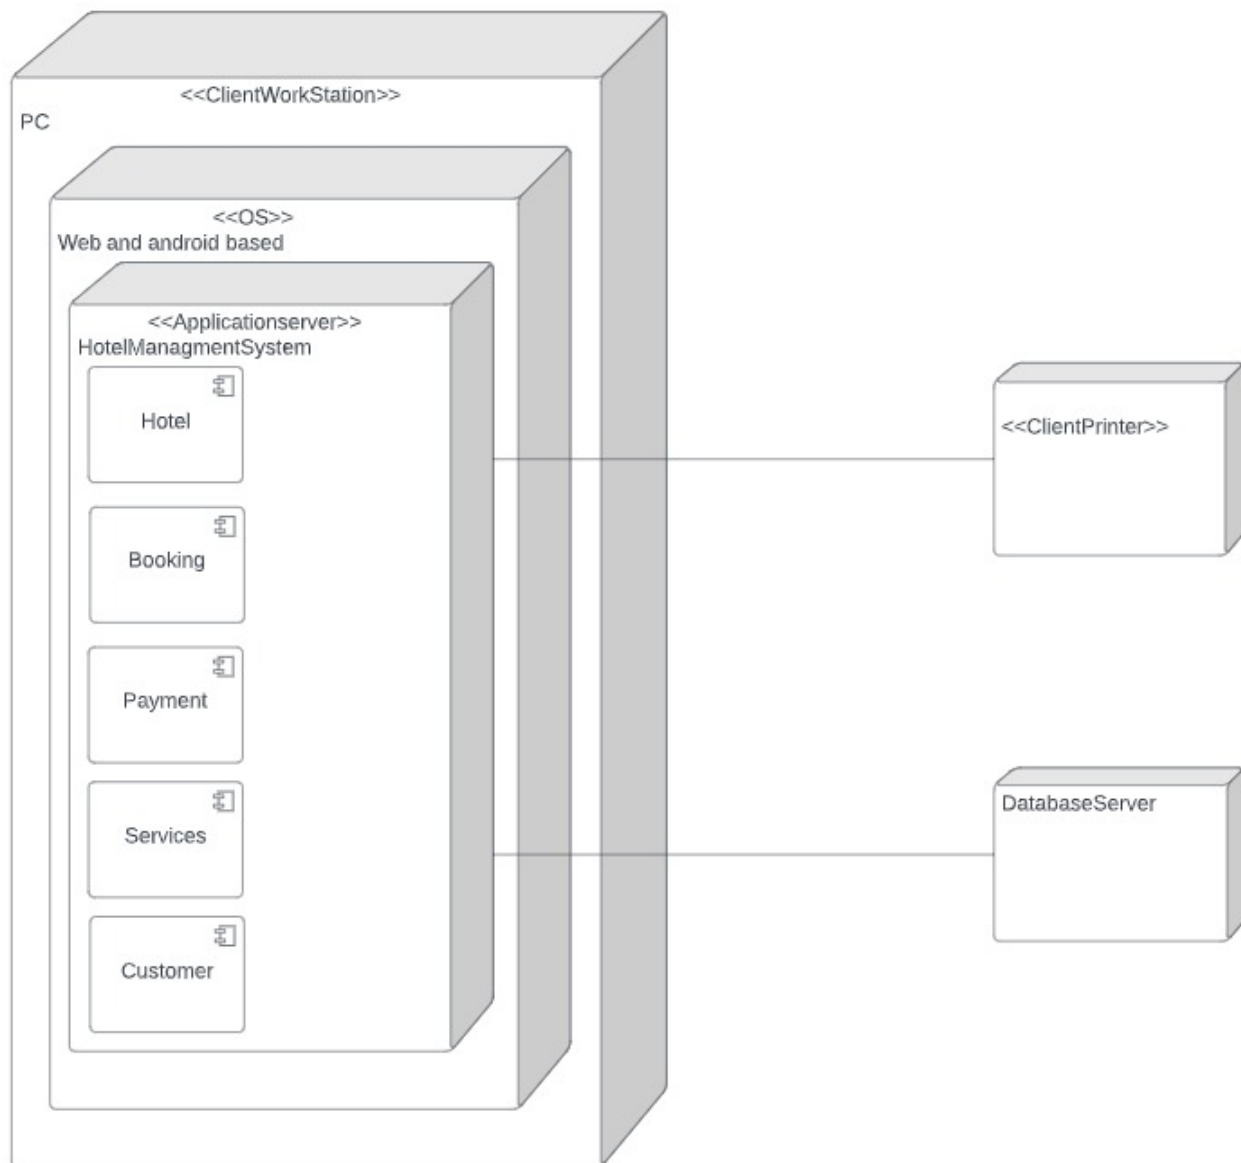 <<ClientWorkStation>>
PC
<<OS>>
Web and android based
<<Applicationserver>>
HotelManagmentSystem
Hotel
Booking
Payment
Services
Customer
<<ClientPrinter>>
DatabaseServer